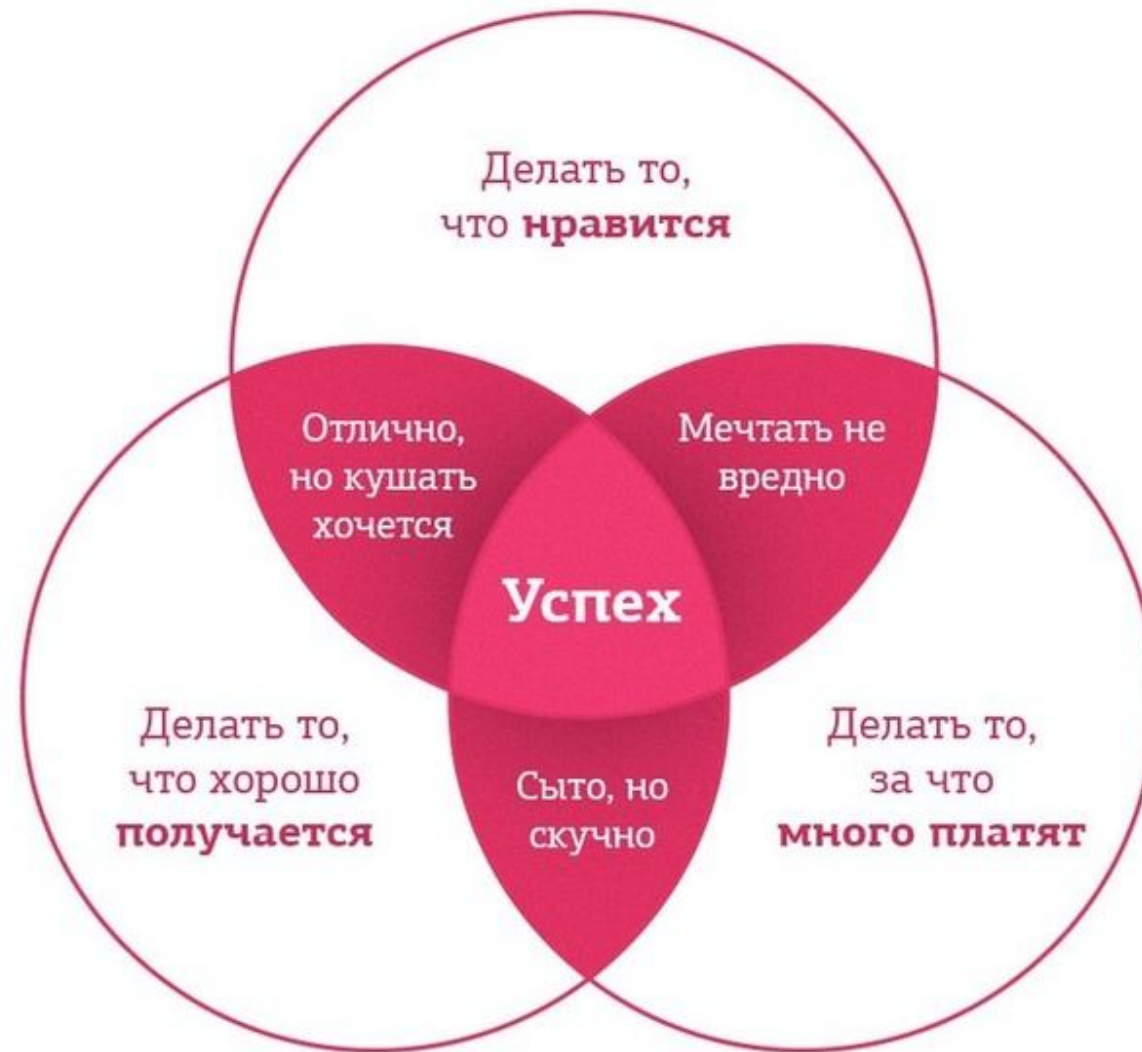 Делать то,
что нравится
Отлично,
но кушать
хочется
Мечтать не
вредно
Успех
Делать то,
что хорошо
получается
Сыто, но
скучно
Делать то,
за что
много платят